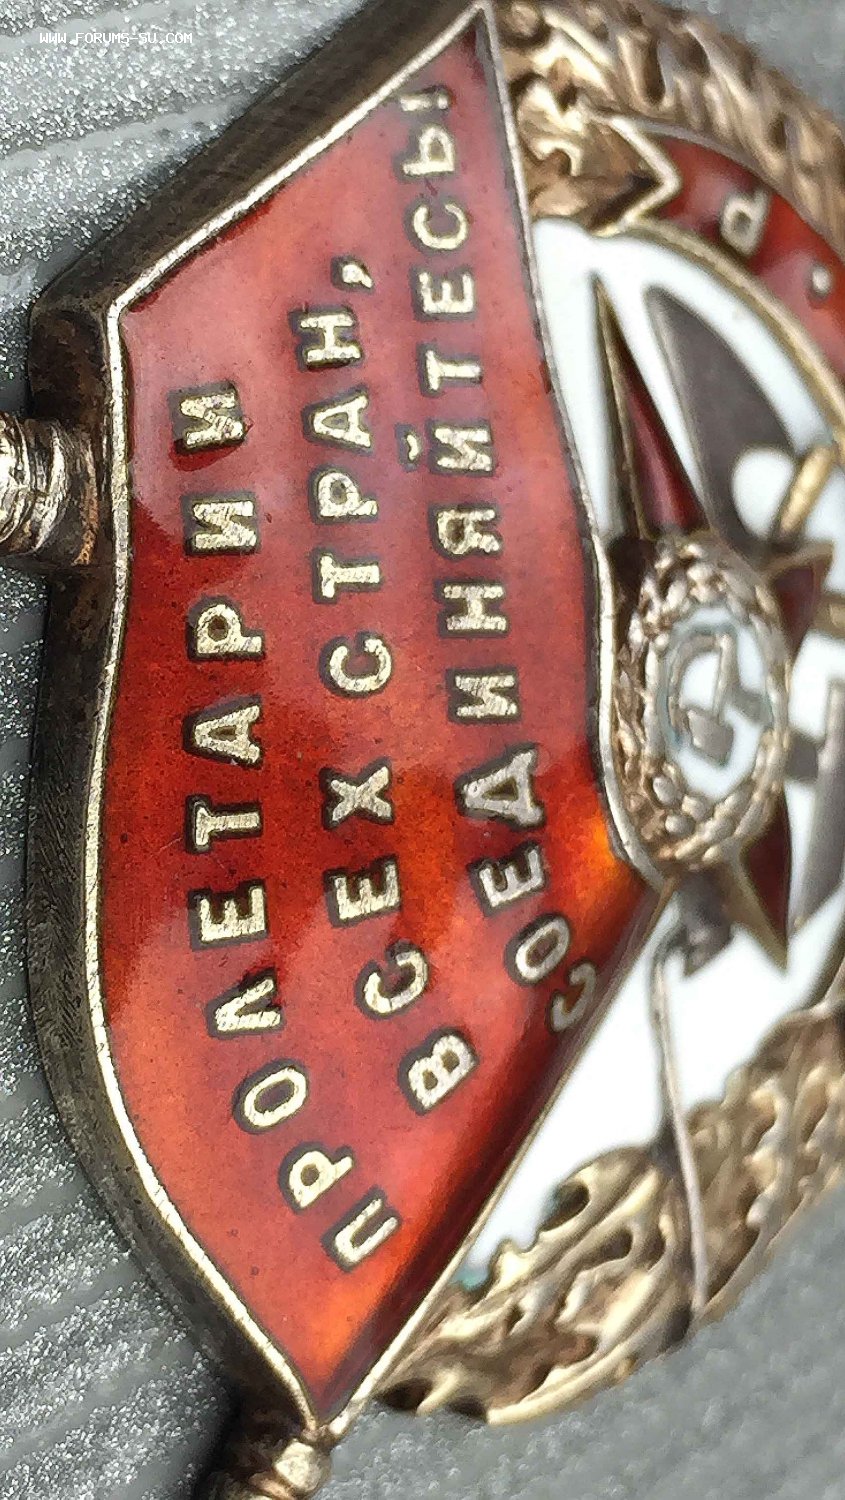 WWW.FORUMS-SU.COM
ПРОЛЕТАРИИ
ВСЕХ СТРАН,
СОЕДИНЯЙТЕСЬ!
Р.